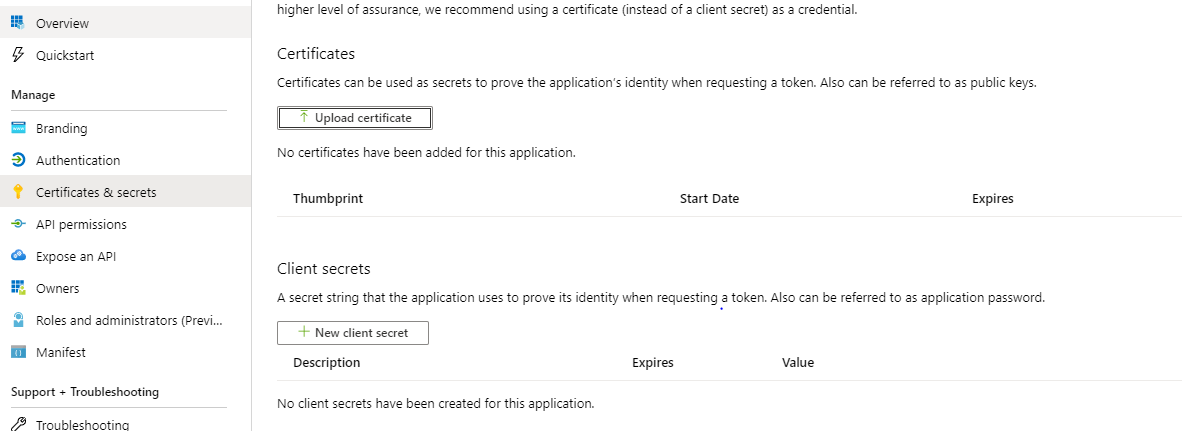 Overview
Quickstart
Manage
Branding
Authentication
Certificates & secrets
API permissions
Expose an API
Owners
Roles and administrators (Previ...
Manifest
Support + Troubleshooting
Troubleshooting
higher level of assurance, we recommend using a certificate (instead of a client secret) as a credential.
Certificates
Certificates can be used as secrets to prove the application's identity when requesting a token. Also can be referred to as public keys.
Upload certificate
No certificates have been added for this application.
Thumbprint Start Date Expires
Client secrets
A secret string that the application uses to prove its identity when requesting a token. Also can be referred to as application password.
New client secret
Description Expires Value
No client secrets have been created for this application.